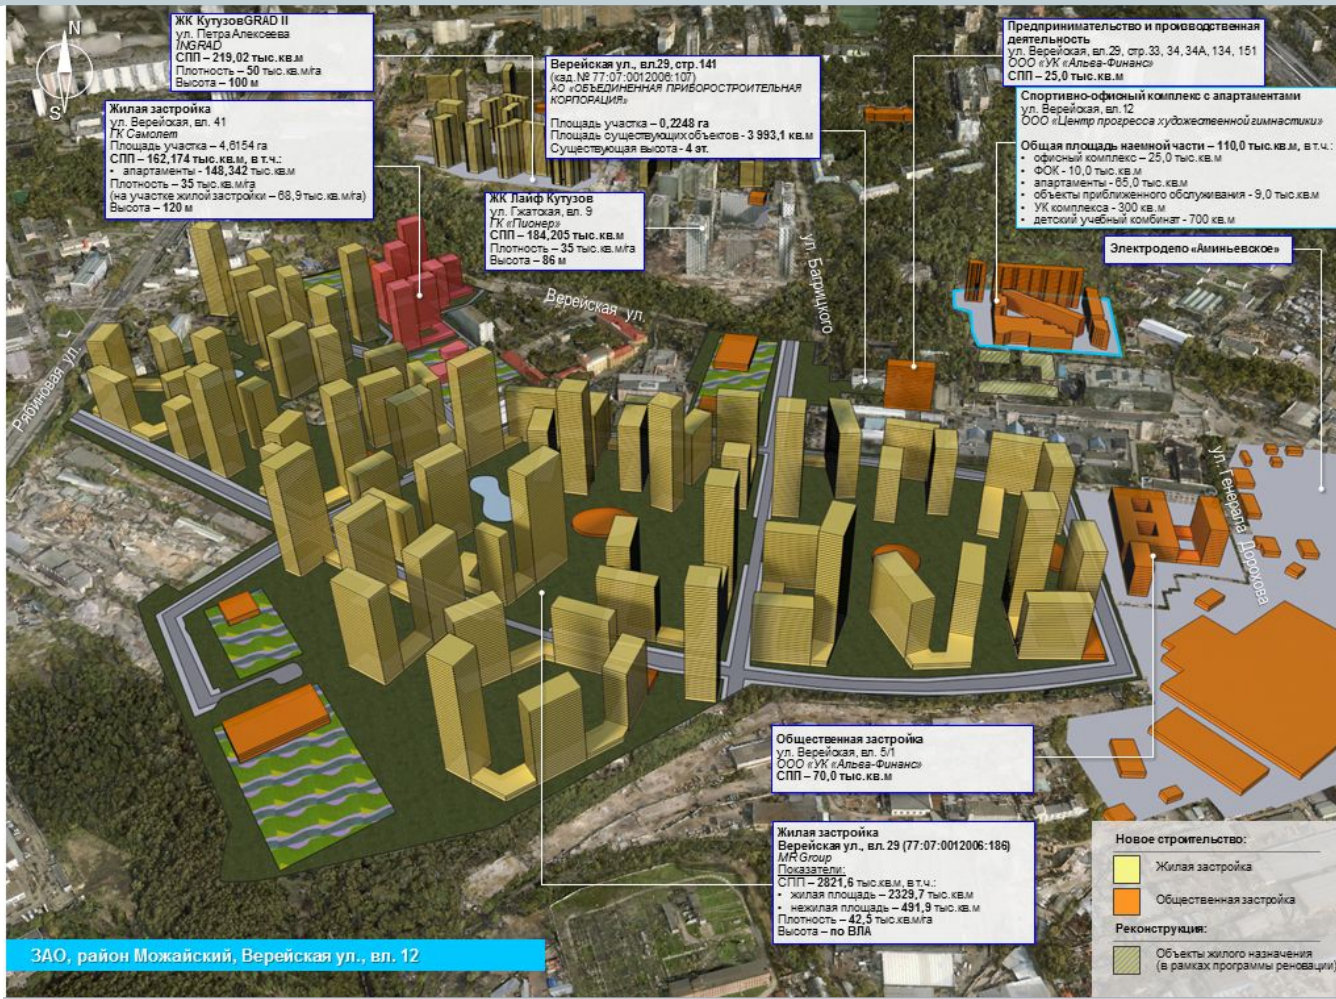 N
S
ЖК КутузовGRAD II
ул. Петра Алексеева
INGRAD
СПП – 219,02 тыс.кв.м
Плотность – 50 тыс.кв.м/га
Высота – 100 м
Жилая застройка
ул. Верейская, вл. 41
ГК Самолет
Площадь участка – 4,6154 га
СПП – 162,174 тыс.кв.м, в т.ч.:
• апартаменты - 148,342 тыс.кв.м
Плотность – 35 тыс.кв.м/га
(на участке жилой застройки – 68,9 тыс.кв.м/га)
Высота – 120 м
Верейская ул., вл.29, стр.141
(кад.№ 77:07:0012006:107)
АО «ОБЪЕДИНЕННАЯ ПРИБОРОСТРОИТЕЛЬНАЯ
КОРПОРАЦИЯ»
Площадь участка – 0,2248 га
Площадь существующих объектов - 3 993,1 кв.м
Существующая высота - 4 эт.
ЖК Лайф Кутузов
ул. Гжатская, вл. 9
ГК «Пионер»
СПП – 184,205 тыс.кв.м
Плотность – 35 тыс.кв.м/га
Высота – 86 м
Предпринимательство и производственная
деятельность
ул. Верейская, вл.29, стр.33, 34, 34А, 134, 151
ООО «УК «Альва-Финанс»
СПП – 25,0 тыс.кв.м
Спортивно-офисный комплекс с апартаментами
ул. Верейская, вл.12
ООО «Центр прогресса художественной гимнастики»
Общая площадь наземной части – 110,0 тыс.кв.м, в т.ч.:
• офисный комплекс – 25,0 тыс.кв.м
• ФОК - 10,0 тыс.кв.м
• апартаменты - 65,0 тыс.кв.м
• объекты приближенного обслуживания - 9,0 тыс.кв.м
• УК комплекса - 300 кв.м
• детский учебный комбинат - 700 кв.м
Электродепо «Аминьевское»
Верейская ул.
ул. Багрицкого
Рябиновая ул.
ул. Генерала Дорохова
Общественная застройка
ул. Верейская, вл. 5/1
ООО «УК «Альва-Финанс»
СПП – 70,0 тыс.кв.м
Жилая застройка
Верейская ул., вл. 29 (77:07:0012006:186)
MR Group
Показатели:
СПП – 2821,6 тыс.кв.м, в т.ч.:
• жилая площадь – 2329,7 тыс.кв.м
• нежилая площадь – 491,9 тыс.кв.м
Плотность – 42,5 тыс.кв.м/га
Высота – по ВЛА
Новое строительство:
Жилая застройка
Общественная застройка
Реконструкция:
Объекты жилого назначения
(в рамках программы реновации)
ЗАО, район Можайский, Верейская ул., вл. 12